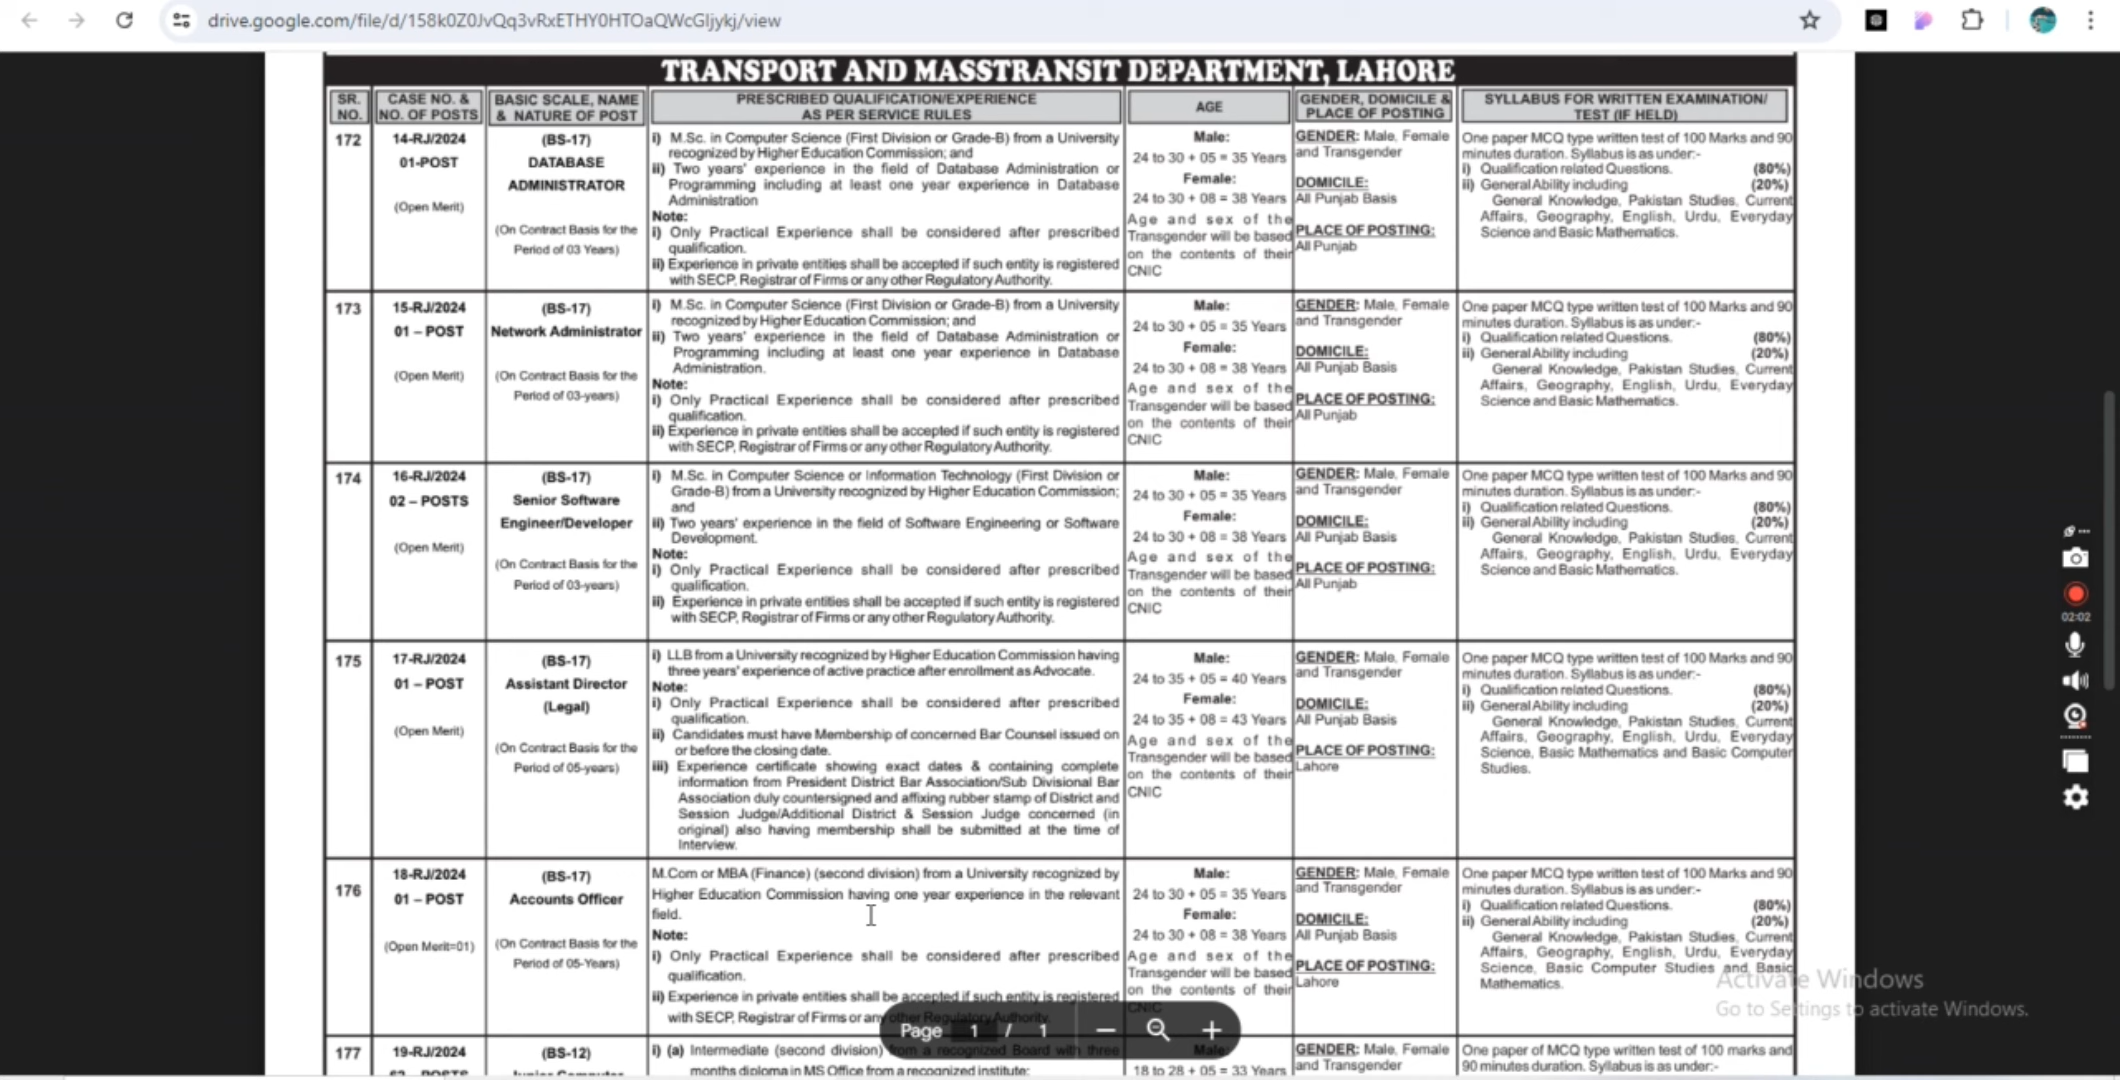 drive.google.com/file/d/158k0Z0JvQq3vRxETHY0HTOaQWcGljykj/view
TRANSPORT AND MASSTRANSIT DEPARTMENT, LAHORE
SR.
NO.
CASE NO. &
NO. OF POSTS
BASIC SCALE, NAME
& NATURE OF POST
PRESCRIBED QUALIFICATION/EXPERIENCE
AS PER SERVICE RULES
AGE
GENDER, DOMICILE &
PLACE OF POSTING
SYLLABUS FOR WRITTEN EXAMINATION/
TEST (IF HELD)
172
14-RJ/2024
01-POST
(Open Merit)
(BS-17)
DATABASE
ADMINISTRATOR
(On Contract Basis for the
Period of 03 Years)
i) M.Sc. in Computer Science (First Division or Grade-B) from a University
recognized by Higher Education Commission; and
ii) Two years' experience in the field of Database Administration or
Programming including at least one year experience in Database
Administration
Note:
i) Only Practical Experience shall be considered after prescribed
qualification.
ii) Experience in private entities shall be accepted if such entity is registered
with SECP, Registrar of Firms or any other Regulatory Authority.
Male:
24 to 30 + 05 = 35 Years
Female:
24 to 30 + 08 = 38 Years
Age and sex of the
Transgender will be based
on the contents of their
CNIC
GENDER: Male, Female
and Transgender
DOMICILE:
All Punjab Basis
PLACE OF POSTING:
All Punjab
One paper MCQ type written test of 100 Marks and 90
minutes duration. Syllabus is as under:-
i) Qualification related Questions. (80%)
ii) General Ability including (20%)
General Knowledge, Pakistan Studies, Current
Affairs, Geography, English, Urdu, Everyday
Science and Basic Mathematics.
173
15-RJ/2024
01 – POST
(Open Merit)
(BS-17)
Network Administrator
(On Contract Basis for the
Period of 03-years)
i) M.Sc. in Computer Science (First Division or Grade-B) from a University
recognized by Higher Education Commission; and
ii) Two years' experience in the field of Database Administration or
Programming including at least one year experience in Database
Administration.
Note:
i) Only Practical Experience shall be considered after prescribed
qualification.
ii) Experience in private entities shall be accepted if such entity is registered
with SECP, Registrar of Firms or any other Regulatory Authority.
Male:
24 to 30 + 05 = 35 Years
Female:
24 to 30 + 08 = 38 Years
Age and sex of the
Transgender will be based
on the contents of their
CNIC
GENDER: Male, Female
and Transgender
DOMICILE:
All Punjab Basis
PLACE OF POSTING:
All Punjab
One paper MCQ type written test of 100 Marks and 90
minutes duration. Syllabus is as under:-
i) Qualification related Questions. (80%)
ii) General Ability including (20%)
General Knowledge, Pakistan Studies, Current
Affairs, Geography, English, Urdu, Everyday
Science and Basic Mathematics.
174
16-RJ/2024
02 – POSTS
(Open Merit)
(BS-17)
Senior Software
Engineer/Developer
(On Contract Basis for the
Period of 03-years)
i) M.Sc. in Computer Science or Information Technology (First Division or
Grade-B) from a University recognized by Higher Education Commission;
and
ii) Two years' experience in the field of Software Engineering or Software
Development.
Note:
i) Only Practical Experience shall be considered after prescribed
qualification.
ii) Experience in private entities shall be accepted if such entity is registered
with SECP, Registrar of Firms or any other Regulatory Authority.
Male:
24 to 30 + 05 = 35 Years
Female:
24 to 30 + 08 = 38 Years
Age and sex of the
Transgender will be based
on the contents of their
CNIC
GENDER: Male, Female
and Transgender
DOMICILE:
All Punjab Basis
PLACE OF POSTING:
All Punjab
One paper MCQ type written test of 100 Marks and 90
minutes duration. Syllabus is as under:-
i) Qualification related Questions. (80%)
ii) General Ability including (20%)
General Knowledge, Pakistan Studies, Current
Affairs, Geography, English, Urdu, Everyday
Science and Basic Mathematics.
175
17-RJ/2024
01 – POST
(Open Merit)
(BS-17)
Assistant Director
(Legal)
(On Contract Basis for the
Period of 05-years)
i) LLB from a University recognized by Higher Education Commission having
three years' experience of active practice after enrollment as Advocate.
Note:
i) Only Practical Experience shall be considered after prescribed
qualification.
ii) Candidates must have Membership of concerned Bar Counsel issued on
or before the closing date.
iii) Experience certificate showing exact dates & containing complete
information from President District Bar Association/Sub Divisional Bar
Association duly countersigned and affixing rubber stamp of District and
Session Judge/Additional District & Session Judge concerned (in
original) also having membership shall be submitted at the time of
Interview.
Male:
24 to 35 + 05 = 40 Years
Female:
24 to 35 + 08 = 43 Years
Age and sex of the
Transgender will be based
on the contents of their
CNIC
GENDER: Male, Female
and Transgender
DOMICILE:
All Punjab Basis
PLACE OF POSTING:
Lahore
One paper MCQ type written test of 100 Marks and 90
minutes duration. Syllabus is as under:-
i) Qualification related Questions. (80%)
ii) General Ability including (20%)
General Knowledge, Pakistan Studies, Current
Affairs, Geography, English, Urdu, Everyday
Science, Basic Mathematics and Basic Computer
Studies.
176
18-RJ/2024
01 – POST
(Open Merit=01)
(BS-17)
Accounts Officer
(On Contract Basis for the
Period of 05-Years)
M.Com or MBA (Finance) (second division) from a University recognized by
Higher Education Commission having one year experience in the relevant
field.
Note:
i) Only Practical Experience shall be considered after prescribed
qualification.
ii) Experience in private entities shall be accepted if such entity is registered
with SECP, Registrar of Firms or any other Regulatory Authority.
Male:
24 to 30 + 05 = 35 Years
Female:
24 to 30 + 08 = 38 Years
Age and sex of the
Transgender will be based
on the contents of their
CNIC
GENDER: Male, Female
and Transgender
DOMICILE:
All Punjab Basis
PLACE OF POSTING:
Lahore
One paper MCQ type written test of 100 Marks and 90
minutes duration. Syllabus is as under:-
i) Qualification related Questions. (80%)
ii) General Ability including (20%)
General Knowledge, Pakistan Studies, Current
Affairs, Geography, English, Urdu, Everyday
Science, Basic Computer Studies and Basic
Mathematics.
177
19-RJ/2024
(BS-12)
i) (a) Intermediate (second division) from a recognized Board with three
months diploma in MS Office from a recognized institute;
Male:
18 to 28 + 05 = 33 Years
GENDER: Male, Female
and Transgender
One paper of MCQ type written test of 100 marks and
90 minutes duration. Syllabus is as under:-
Page 1 / 1
02:02
Activate Windows
Go to Settings to activate Windows.